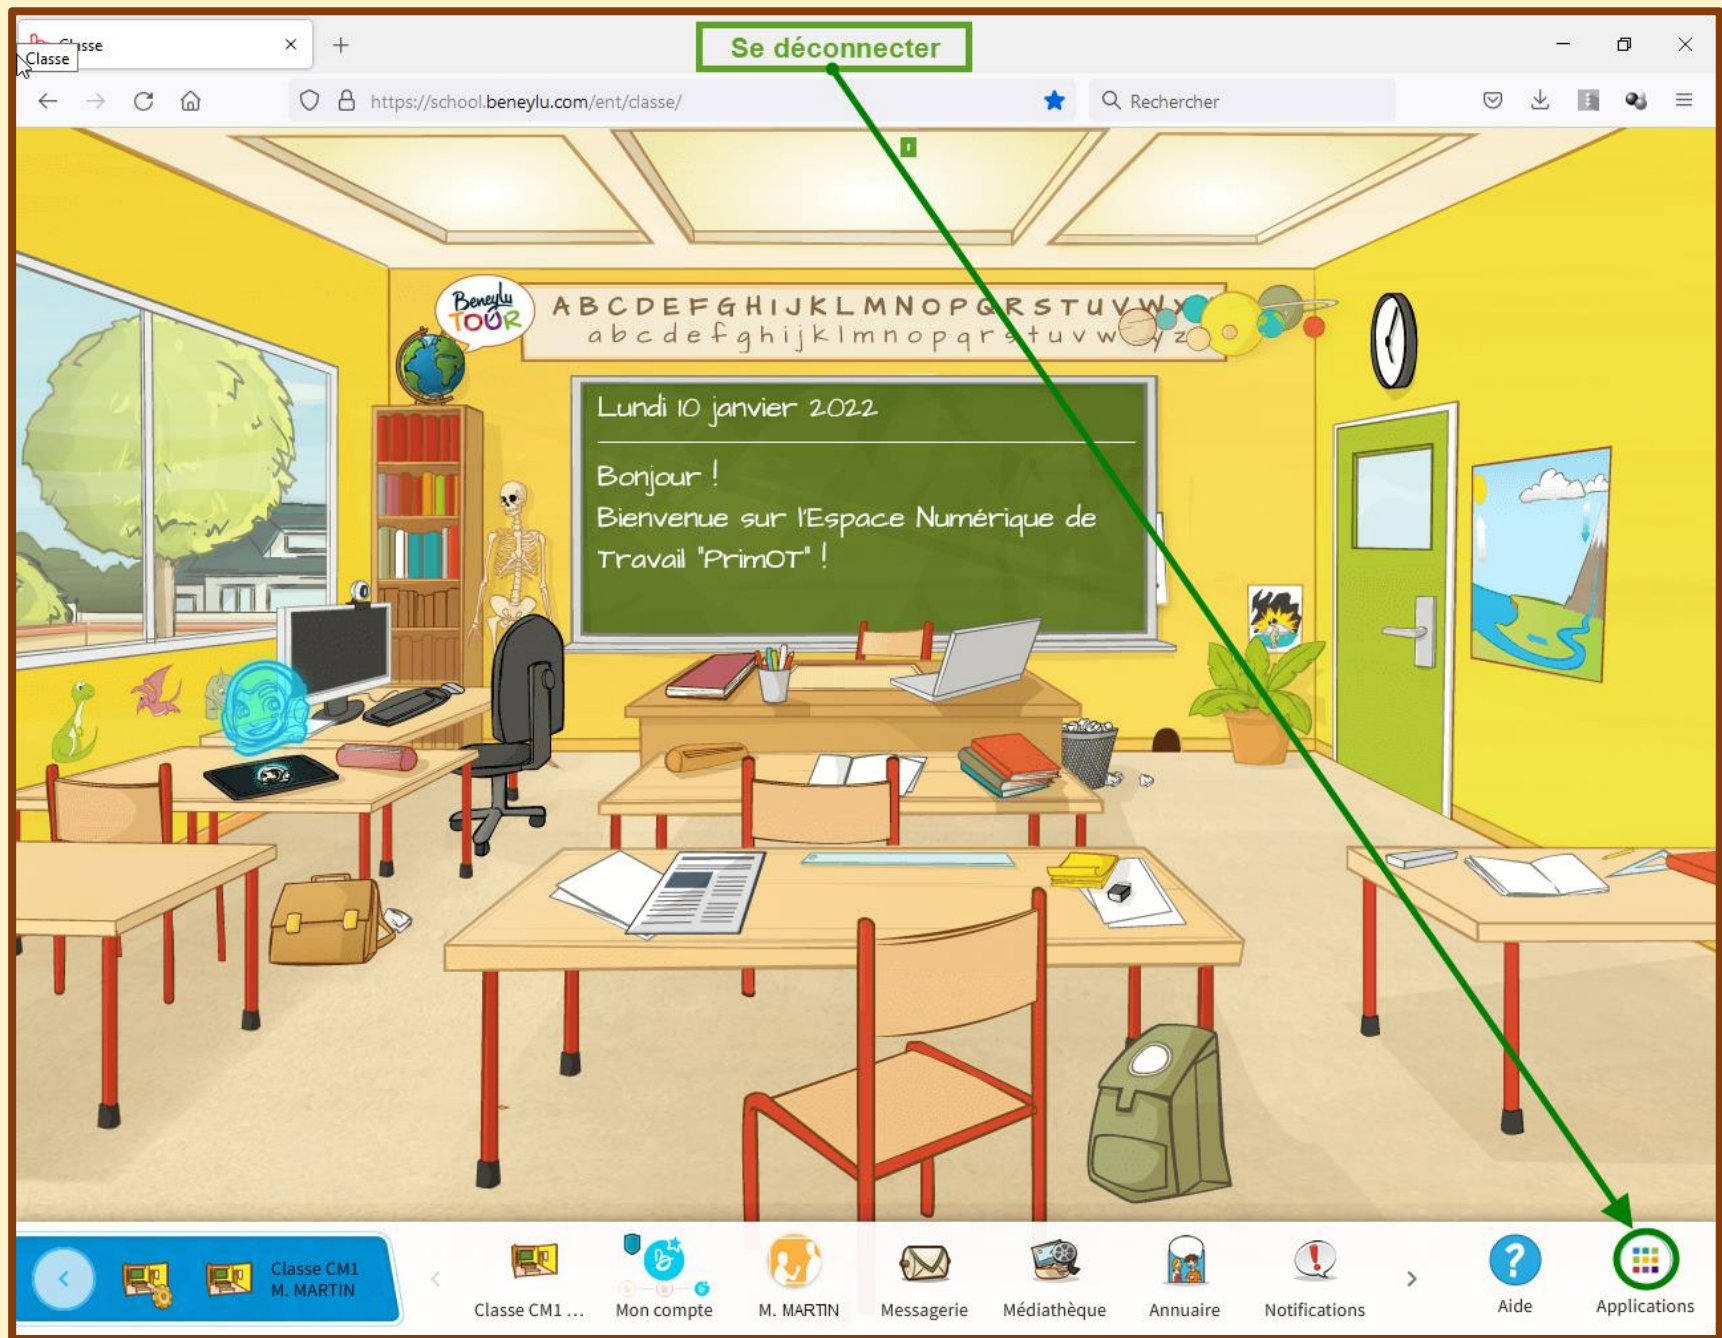 Classe
Classe
Se déconnecter
https://school.beneylu.com/ent/classe/
Rechercher
Beneylu
TOUR
A B C D E F G H I J K L M N O P Q R S T U V W
a b c d e f g h i j k l m n o p q r s t u v w y z
Lundi 10 janvier 2022
Bonjour !
Bienvenue sur l'Espace Numérique de
Travail "PrimOT" !
Classe CM1
M. MARTIN
Classe CM1 ...
Mon compte
M. MARTIN
Messagerie
Médiathèque
Annuaire
Notifications
Aide
Applications